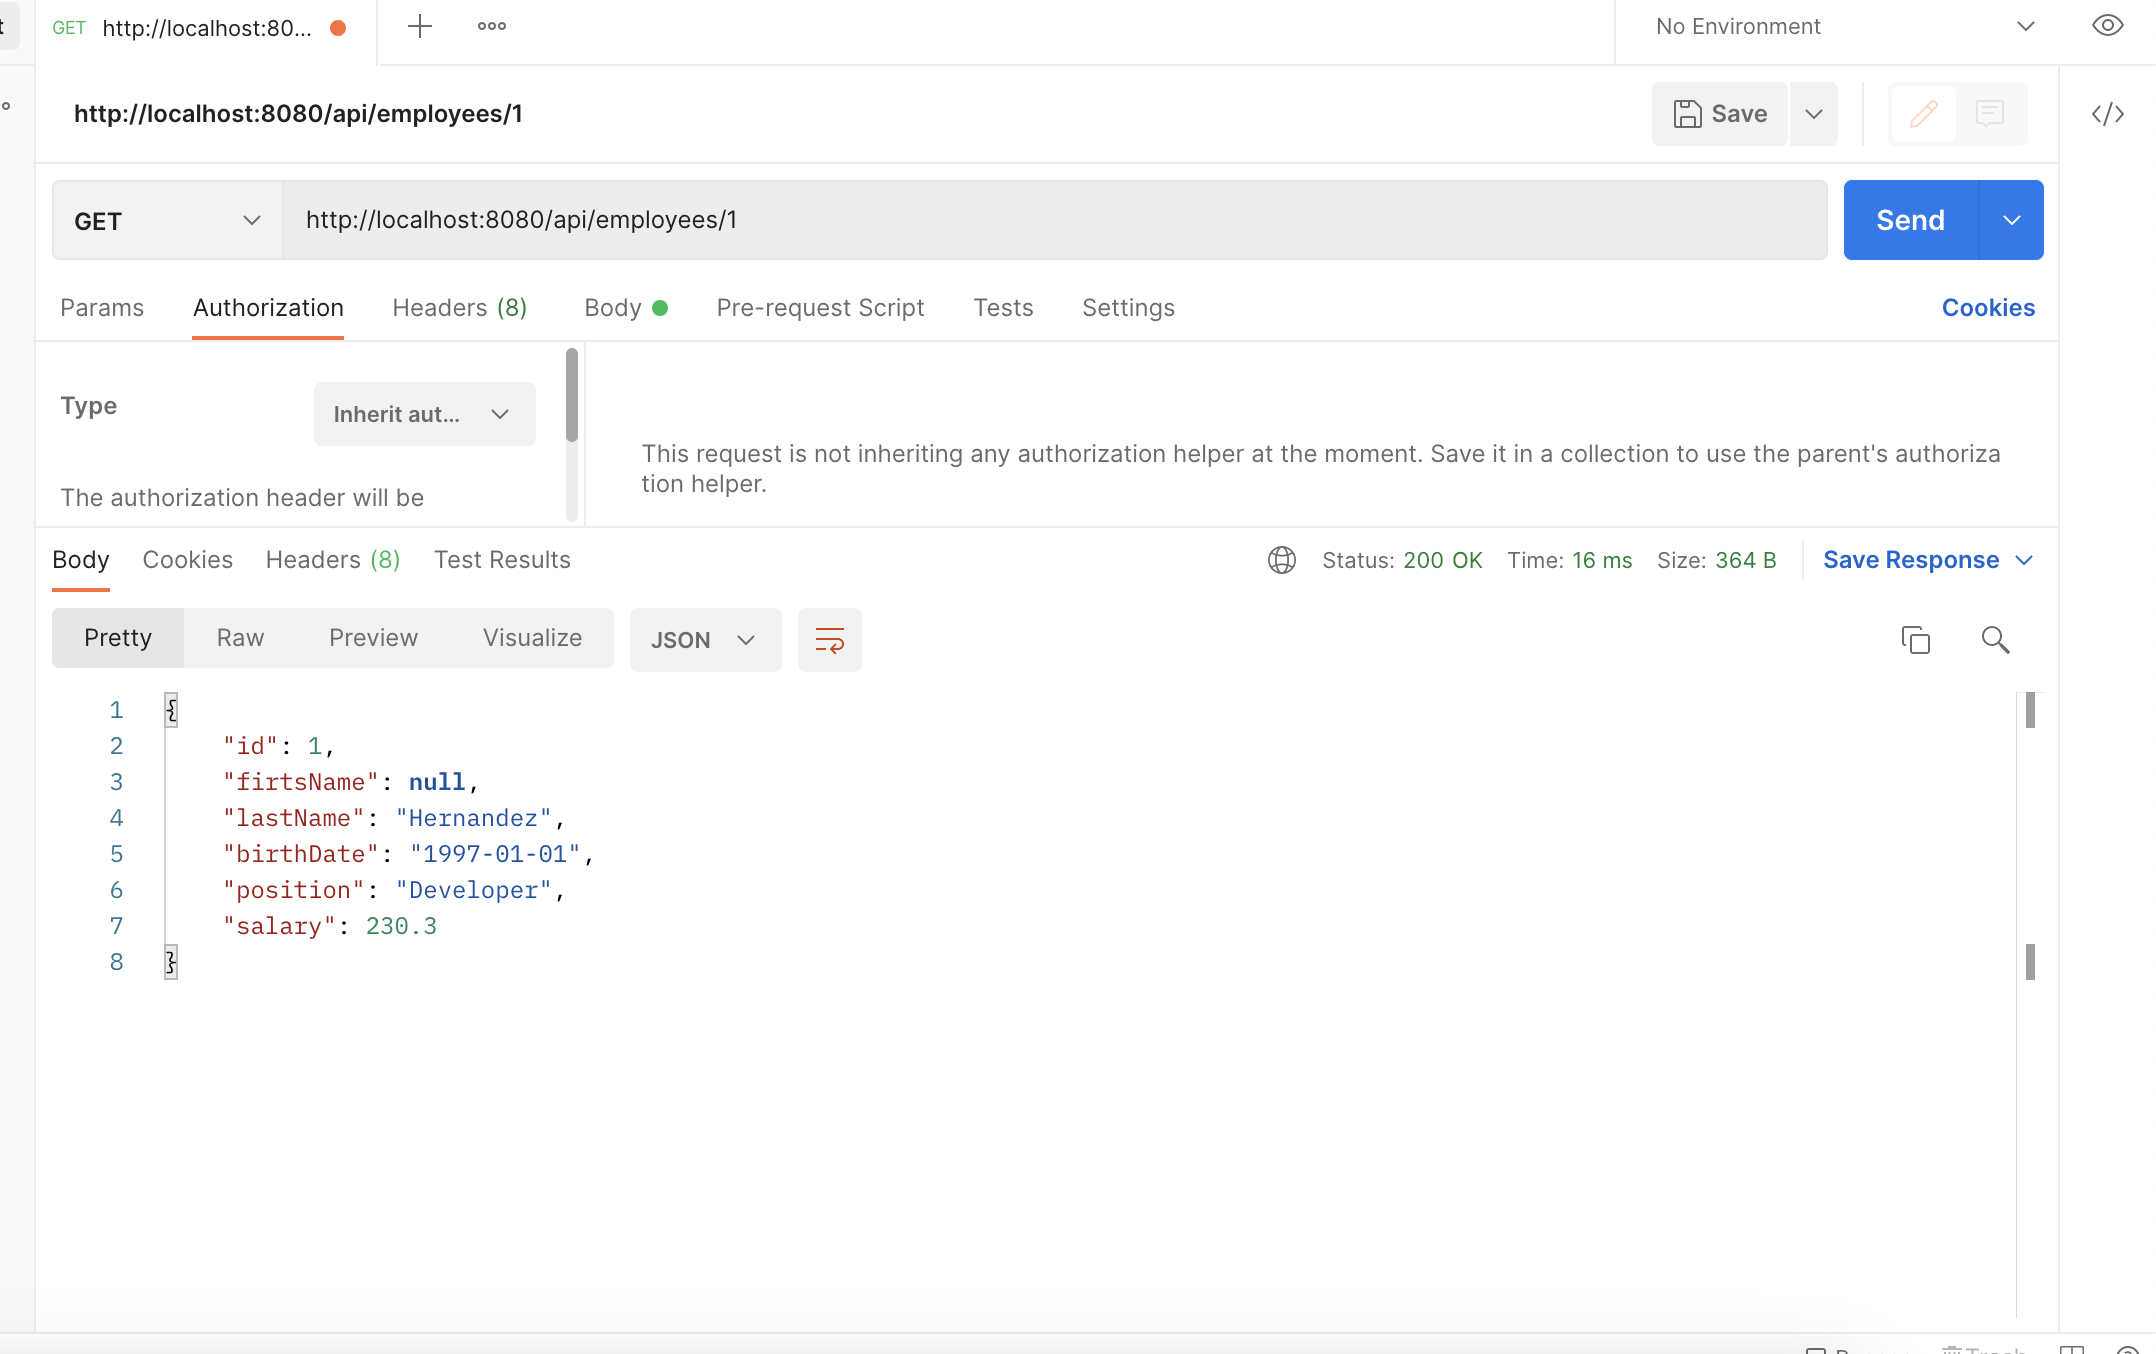 GET http://localhost:80... No Environment
http://localhost:8080/api/employees/1 Save
GET http://localhost:8080/api/employees/1 Send
Params Authorization Headers (8) Body Pre-request Script Tests Settings Cookies
Type Inherit aut...
The authorization header will be
This request is not inheriting any authorization helper at the moment. Save it in a collection to use the parent's authoriza
tion helper.
Body Cookies Headers (8) Test Results Status: 200 OK Time: 16 ms Size: 364 B Save Response
Pretty Raw Preview Visualize JSON
1 {
2 "id": 1,
3 "firtsName": null,
4 "lastName": "Hernandez",
5 "birthDate": "1997-01-01",
6 "position": "Developer",
7 "salary": 230.3
8 }
Trash